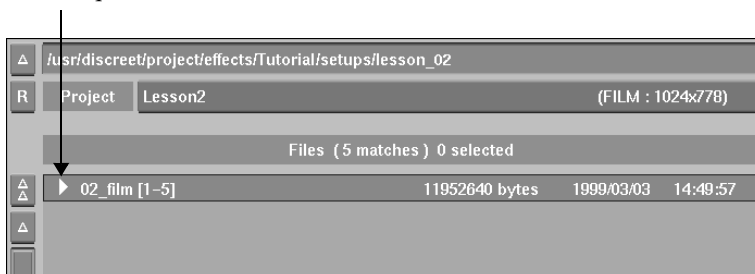 /usr/discreet/project/effects/Tutorial/setups/lesson_02
R Project Lesson2 (FILM : 1024x778)
Files ( 5 matches ) 0 selected
02_film [1-5] 11952640 bytes 1999/03/03 14:49:57